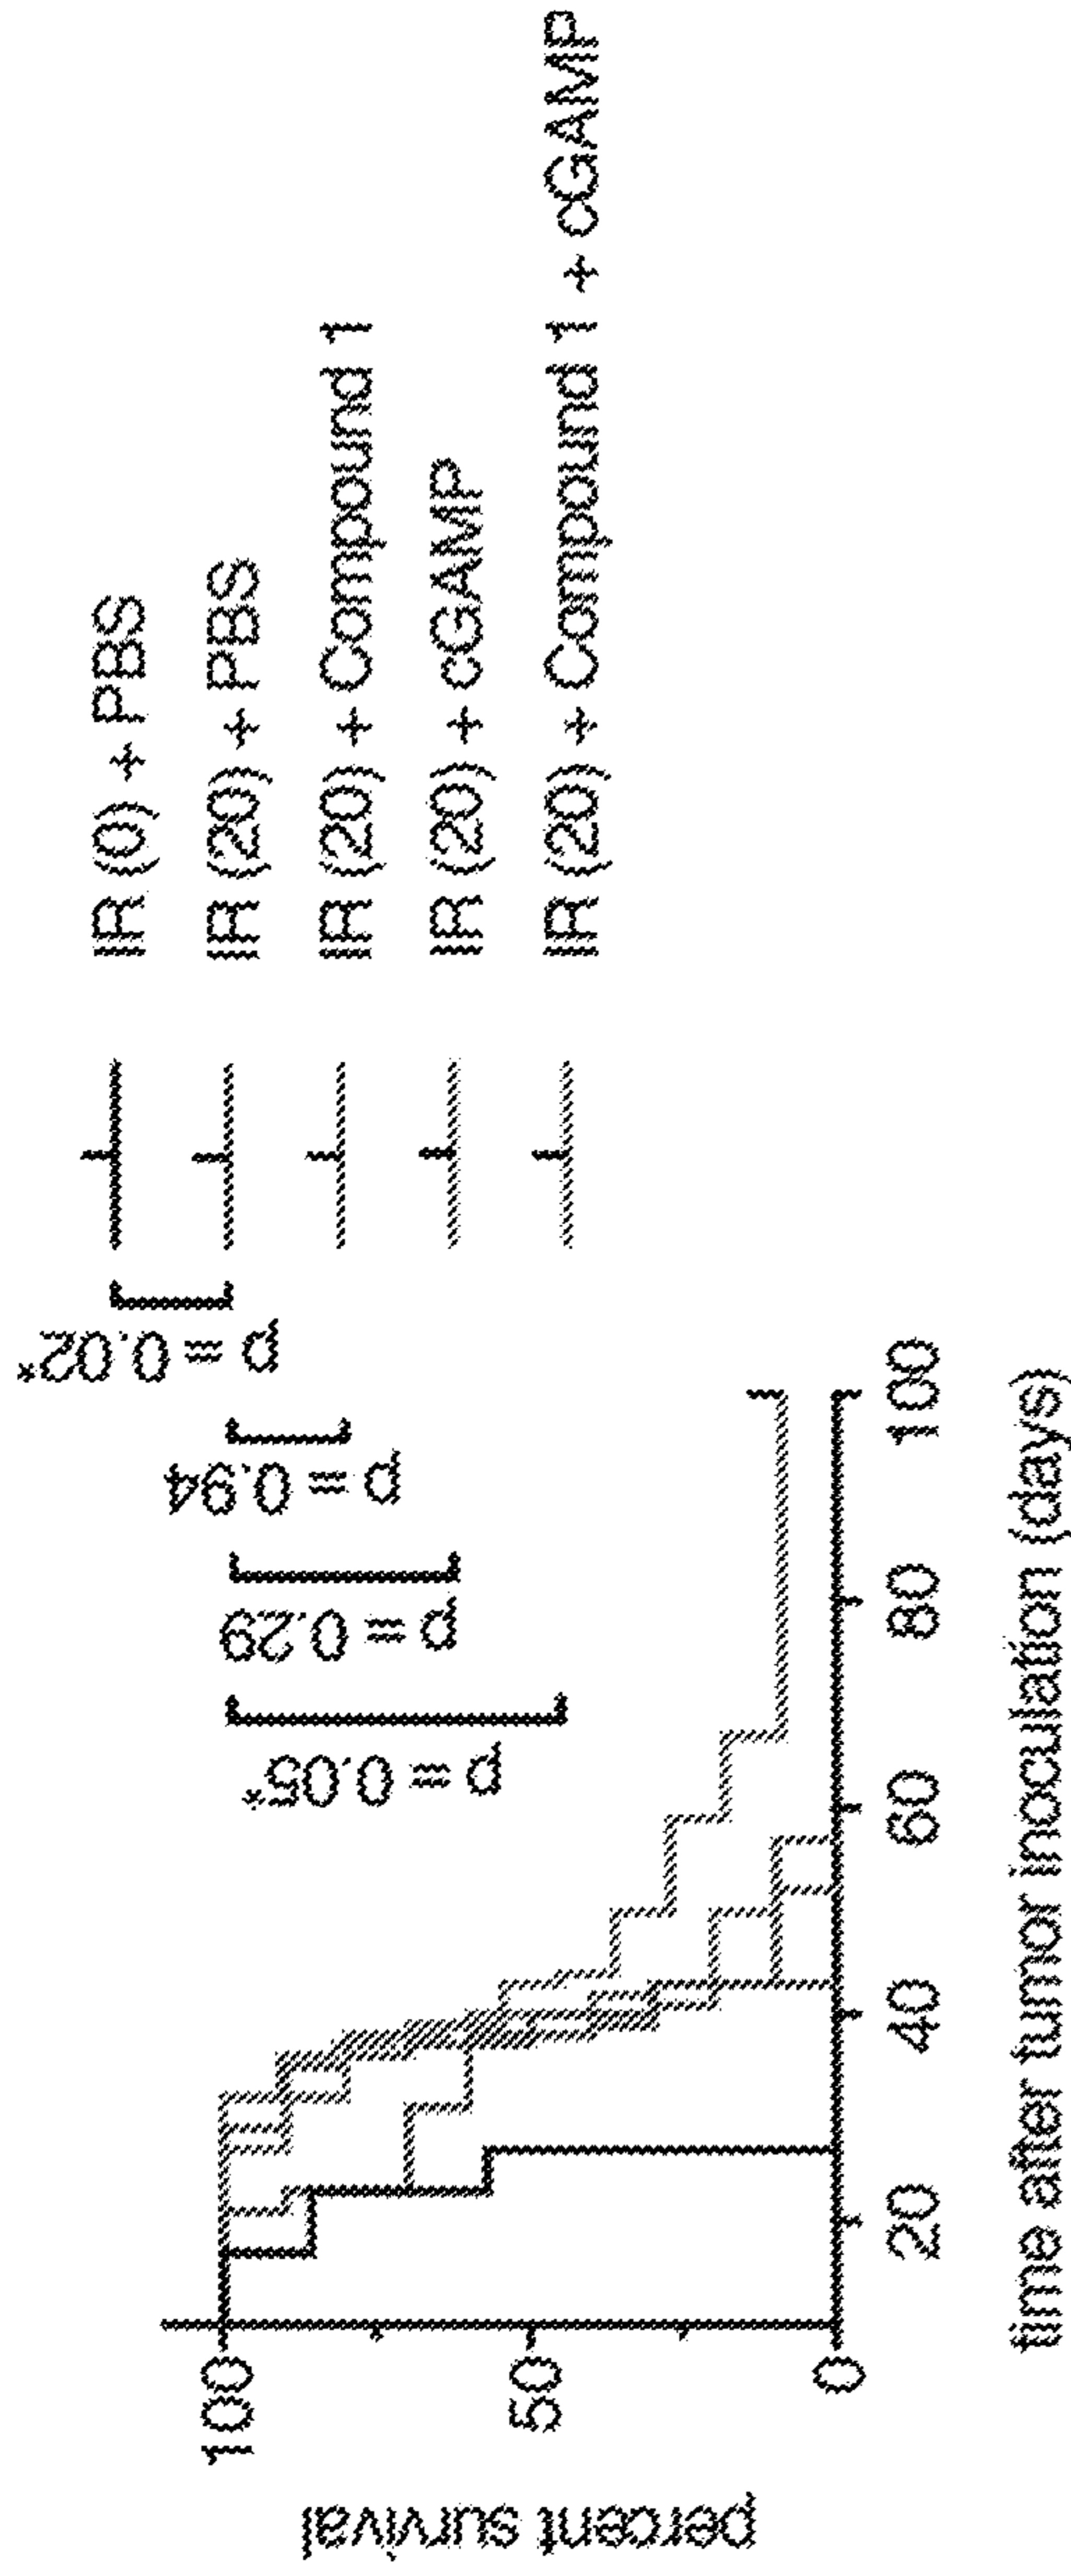 percent survival
100
50
0
20
40
60
80
100
time after tumor inoculation (days)
p = 0.05*
p = 0.29
p = 0.94
p = 0.02*
IR (0) + PBS
IR (20) + PBS
IR (20) + Compound 1
IR (20) + cGAMP
IR (20) + Compound 1 + cGAMP